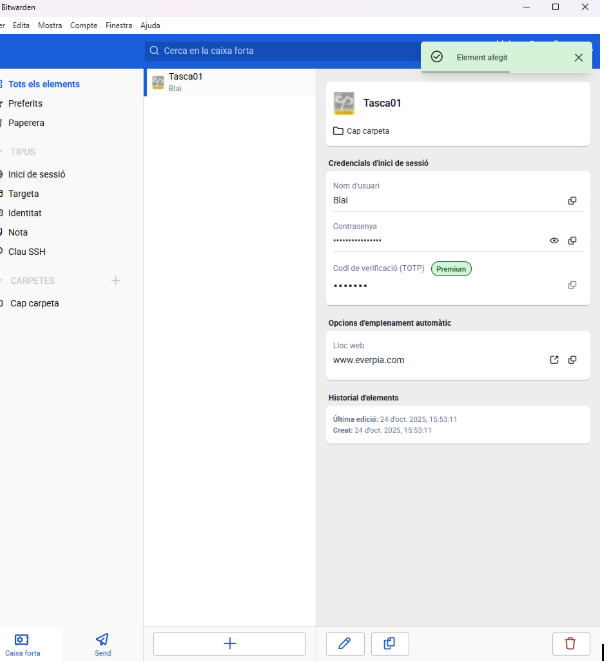 Bitwarden
er Edita Mostra Compte Finestra Ajuda
Cerca en la caixa forta
Element afegit
Tots els elements
Preferits
Paperera
TIPUS
Inici de sessió
Targeta
Identitat
Nota
Clau SSH
CARPETES
Cap carpeta
Tasca01
Blai
Tasca01
Cap carpeta
Credencials d'inici de sessió
Nom d'usuari
Blai
Contrasenya
••••••••••••••••
Codi de verificació (TOTP) Premium
•••••••
Opcions d'emplenament automàtic
Lloc web
www.everpia.com
Historial d'elements
Última edició: 24 d'oct. 2025, 15:53:11
Creat: 24 d'oct. 2025, 15:53:11
Caixa forta
Send